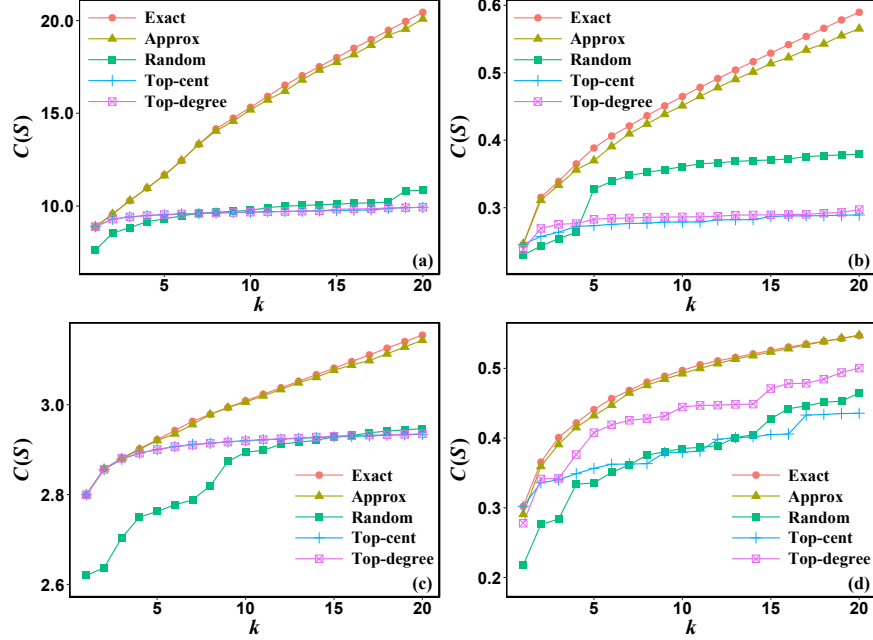 20.0
15.0
10.0
C(S)
Exact
Approx
Random
Top-cent
Top-degree
(a)
5 10 15 20
k
0.6
0.5
0.4
0.3
C(S)
Exact
Approx
Random
Top-cent
Top-degree
(b)
5 10 15 20
k
3.0
2.8
2.6
C(S)
Exact
Approx
Random
Top-cent
Top-degree
(c)
5 10 15 20
k
0.5
0.4
0.3
0.2
C(S)
Exact
Approx
Random
Top-cent
Top-degree
(d)
5 10 15 20
k